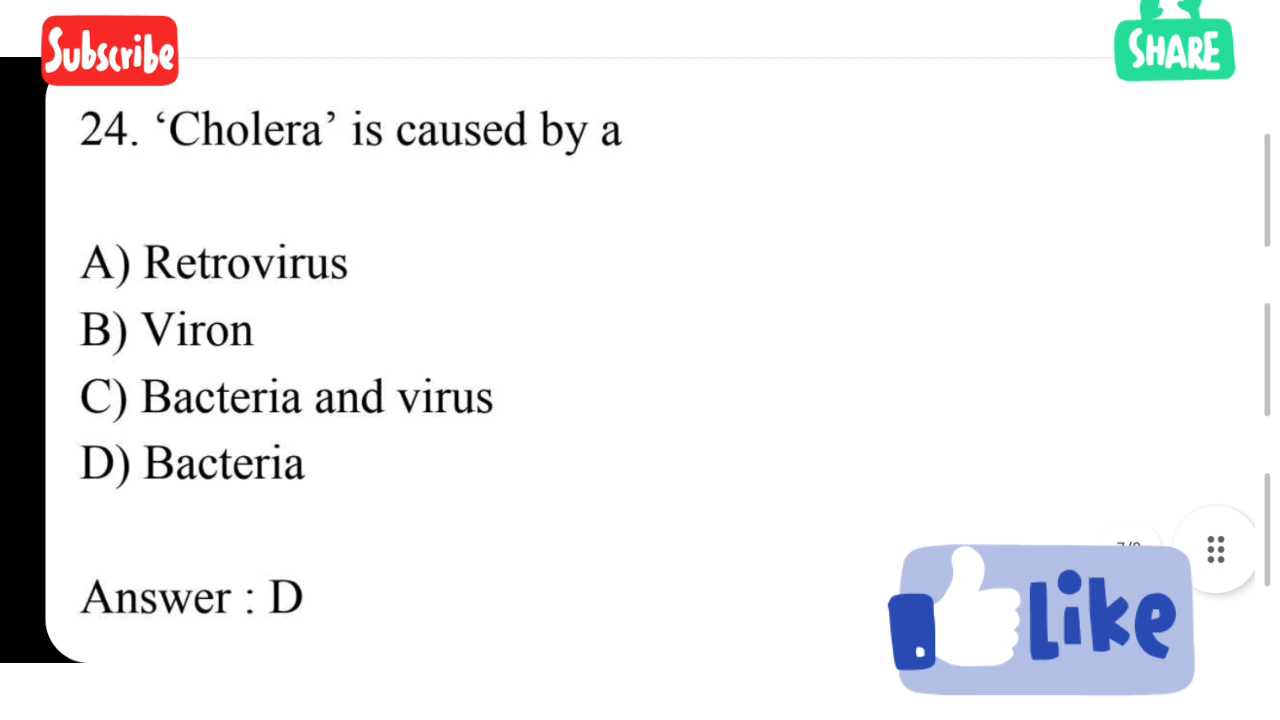 Subscribe
SHARE
24. ‘Cholera’ is caused by a
A) Retrovirus
B) Viron
C) Bacteria and virus
D) Bacteria
Answer : D
Like